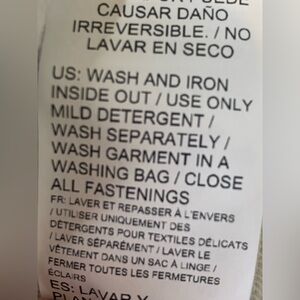 CAUSAR DAÑO
IRREVERSIBLE. / NO
LAVAR EN SECO
US: WASH AND IRON
INSIDE OUT / USE ONLY
MILD DETERGENT /
WASH SEPARATELY /
WASH GARMENT IN A
WASHING BAG / CLOSE
ALL FASTENINGS
FR: LAVER ET REPASSER À L'ENVERS
/ UTILISER UNIQUEMENT DES
DÉTERGENTS POUR TEXTILES DÉLICATS
/ LAVER SÉPARÉMENT / LAVER LE
VÊTEMENT DANS UN SAC À LINGE /
FERMER TOUTES LES FERMETURES
ÉCLAIRS
ES: LAVAR Y